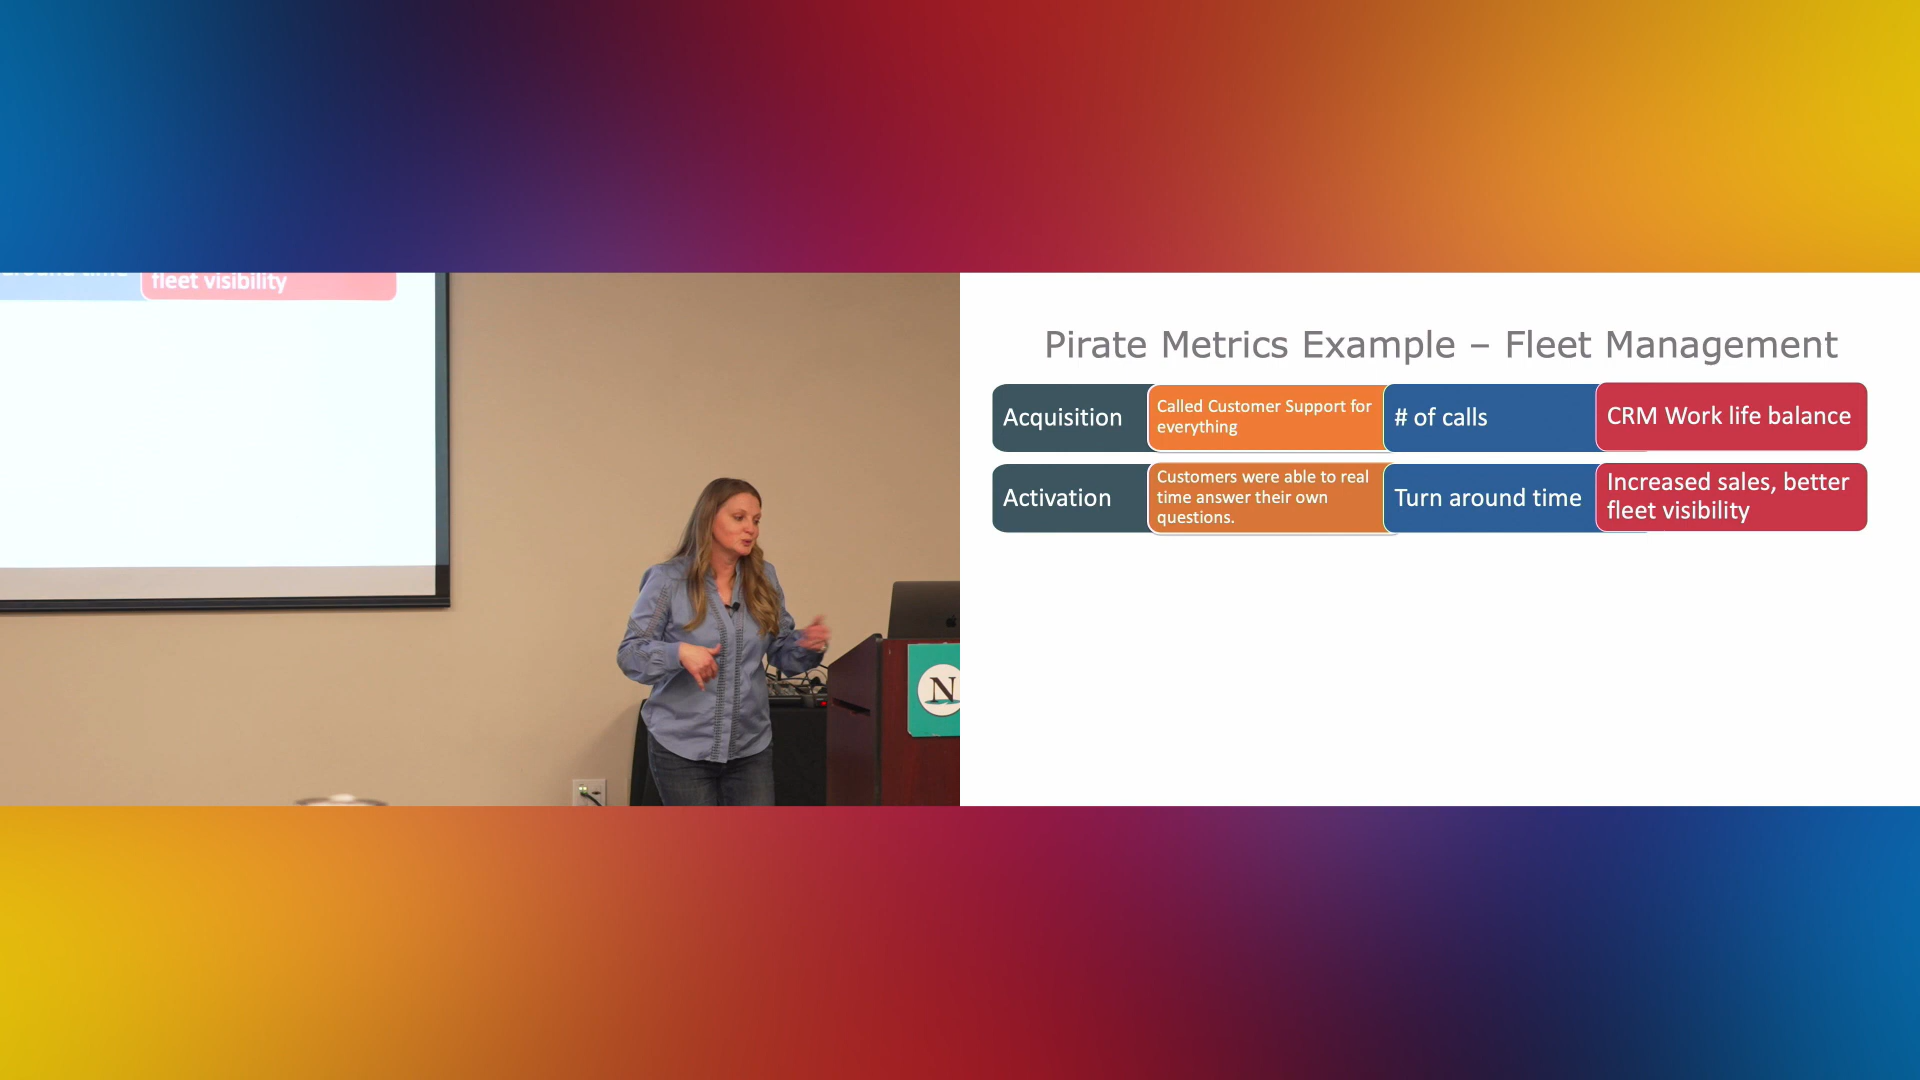 fleet visibility
N
Pirate Metrics Example – Fleet Management
Acquisition
Called Customer Support for
everything
# of calls
CRM Work life balance
Activation
Customers were able to real
time answer their own
questions.
Turn around time
Increased sales, better
fleet visibility